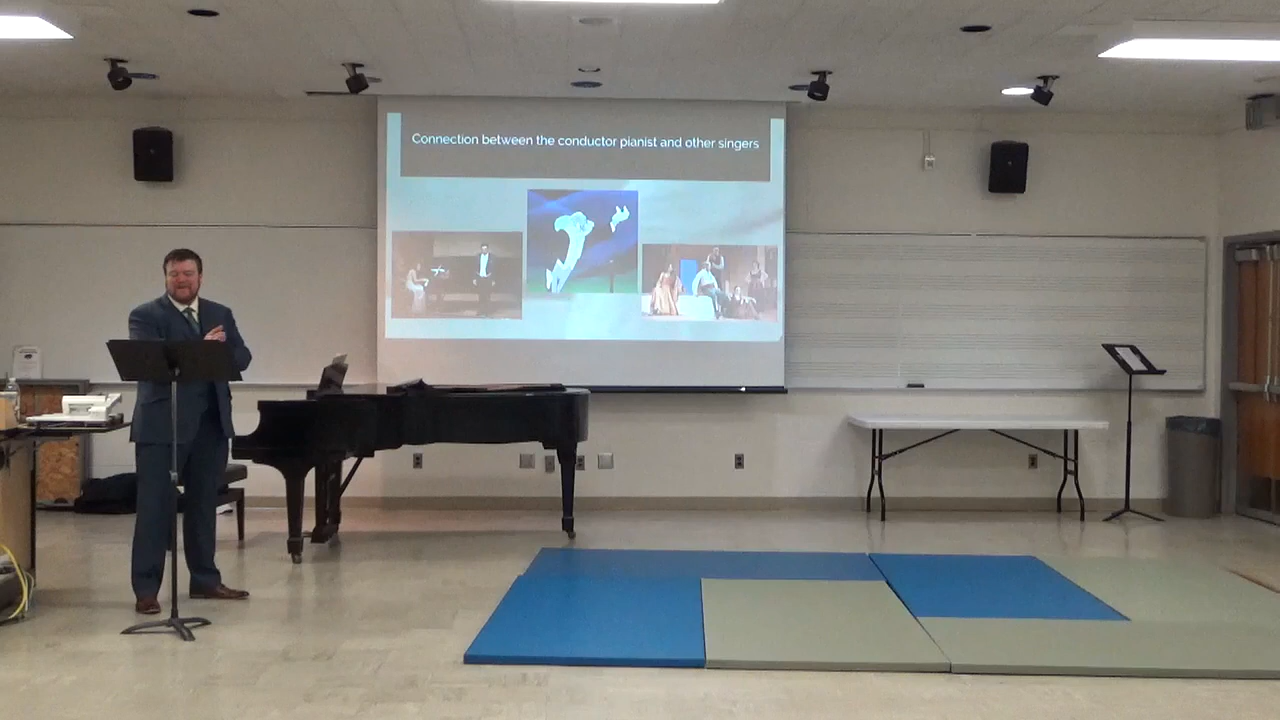 Connection between the conductor pianist and other singers